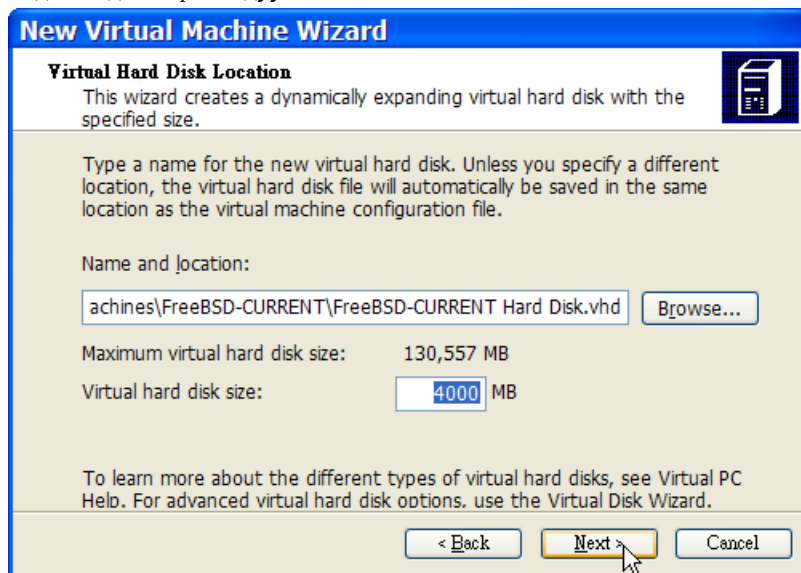 New Virtual Machine Wizard
Virtual Hard Disk Location
This wizard creates a dynamically expanding virtual hard disk with the
specified size.
Type a name for the new virtual hard disk. Unless you specify a different
location, the virtual hard disk file will automatically be saved in the same
location as the virtual machine configuration file.
Name and location:
achines\FreeBSD-CURRENT\FreeBSD-CURRENT Hard Disk.vhd Browse...
Maximum virtual hard disk size: 130,557 MB
Virtual hard disk size: 4000 MB
To learn more about the different types of virtual hard disks, see Virtual PC
Help. For advanced virtual hard disk options, use the Virtual Disk Wizard.
< Back Next > Cancel